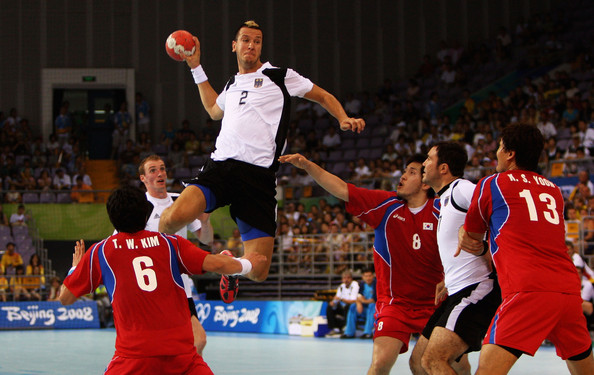 2
T. W. KIM
6
8
K. S. YOON
13
Beijing 2008
Beijing 2008